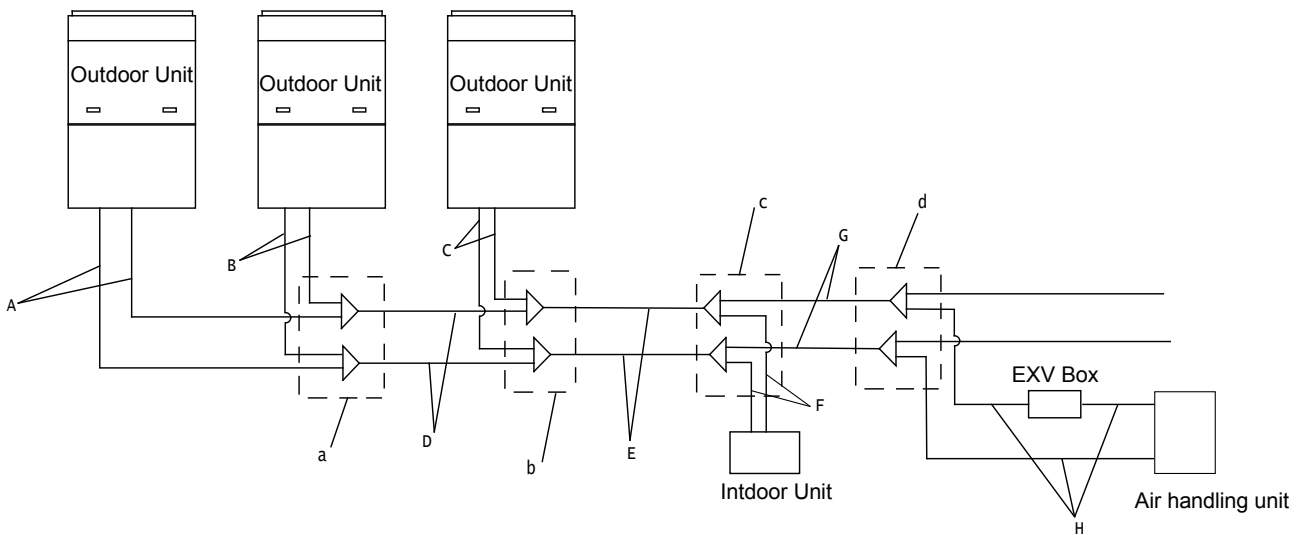 Outdoor Unit
Outdoor Unit
Outdoor Unit
c
d
G
B
C
A
EXV Box
F
D
E
a
b
Intdoor Unit
Air handling unit
H